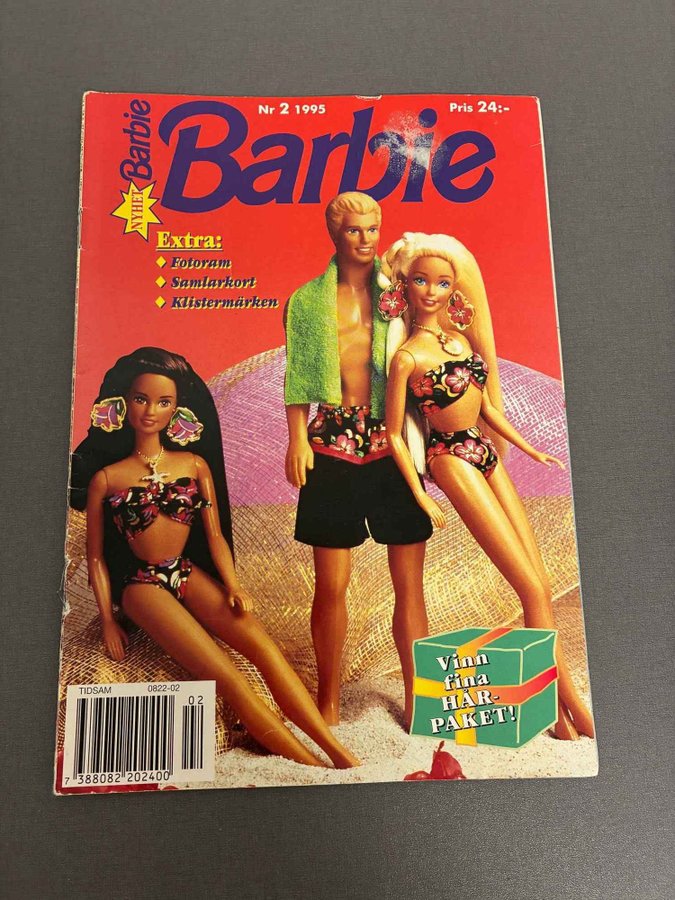 Nr 2 1995
Pris 24:-
Barbie
Barbie
NYHET
Extra:
Fotoram
Samlarkort
Klistermärken
Vinn
fina
HÅR-
PAKET!
TIDSAM 0822-02
02
7 388082 202400